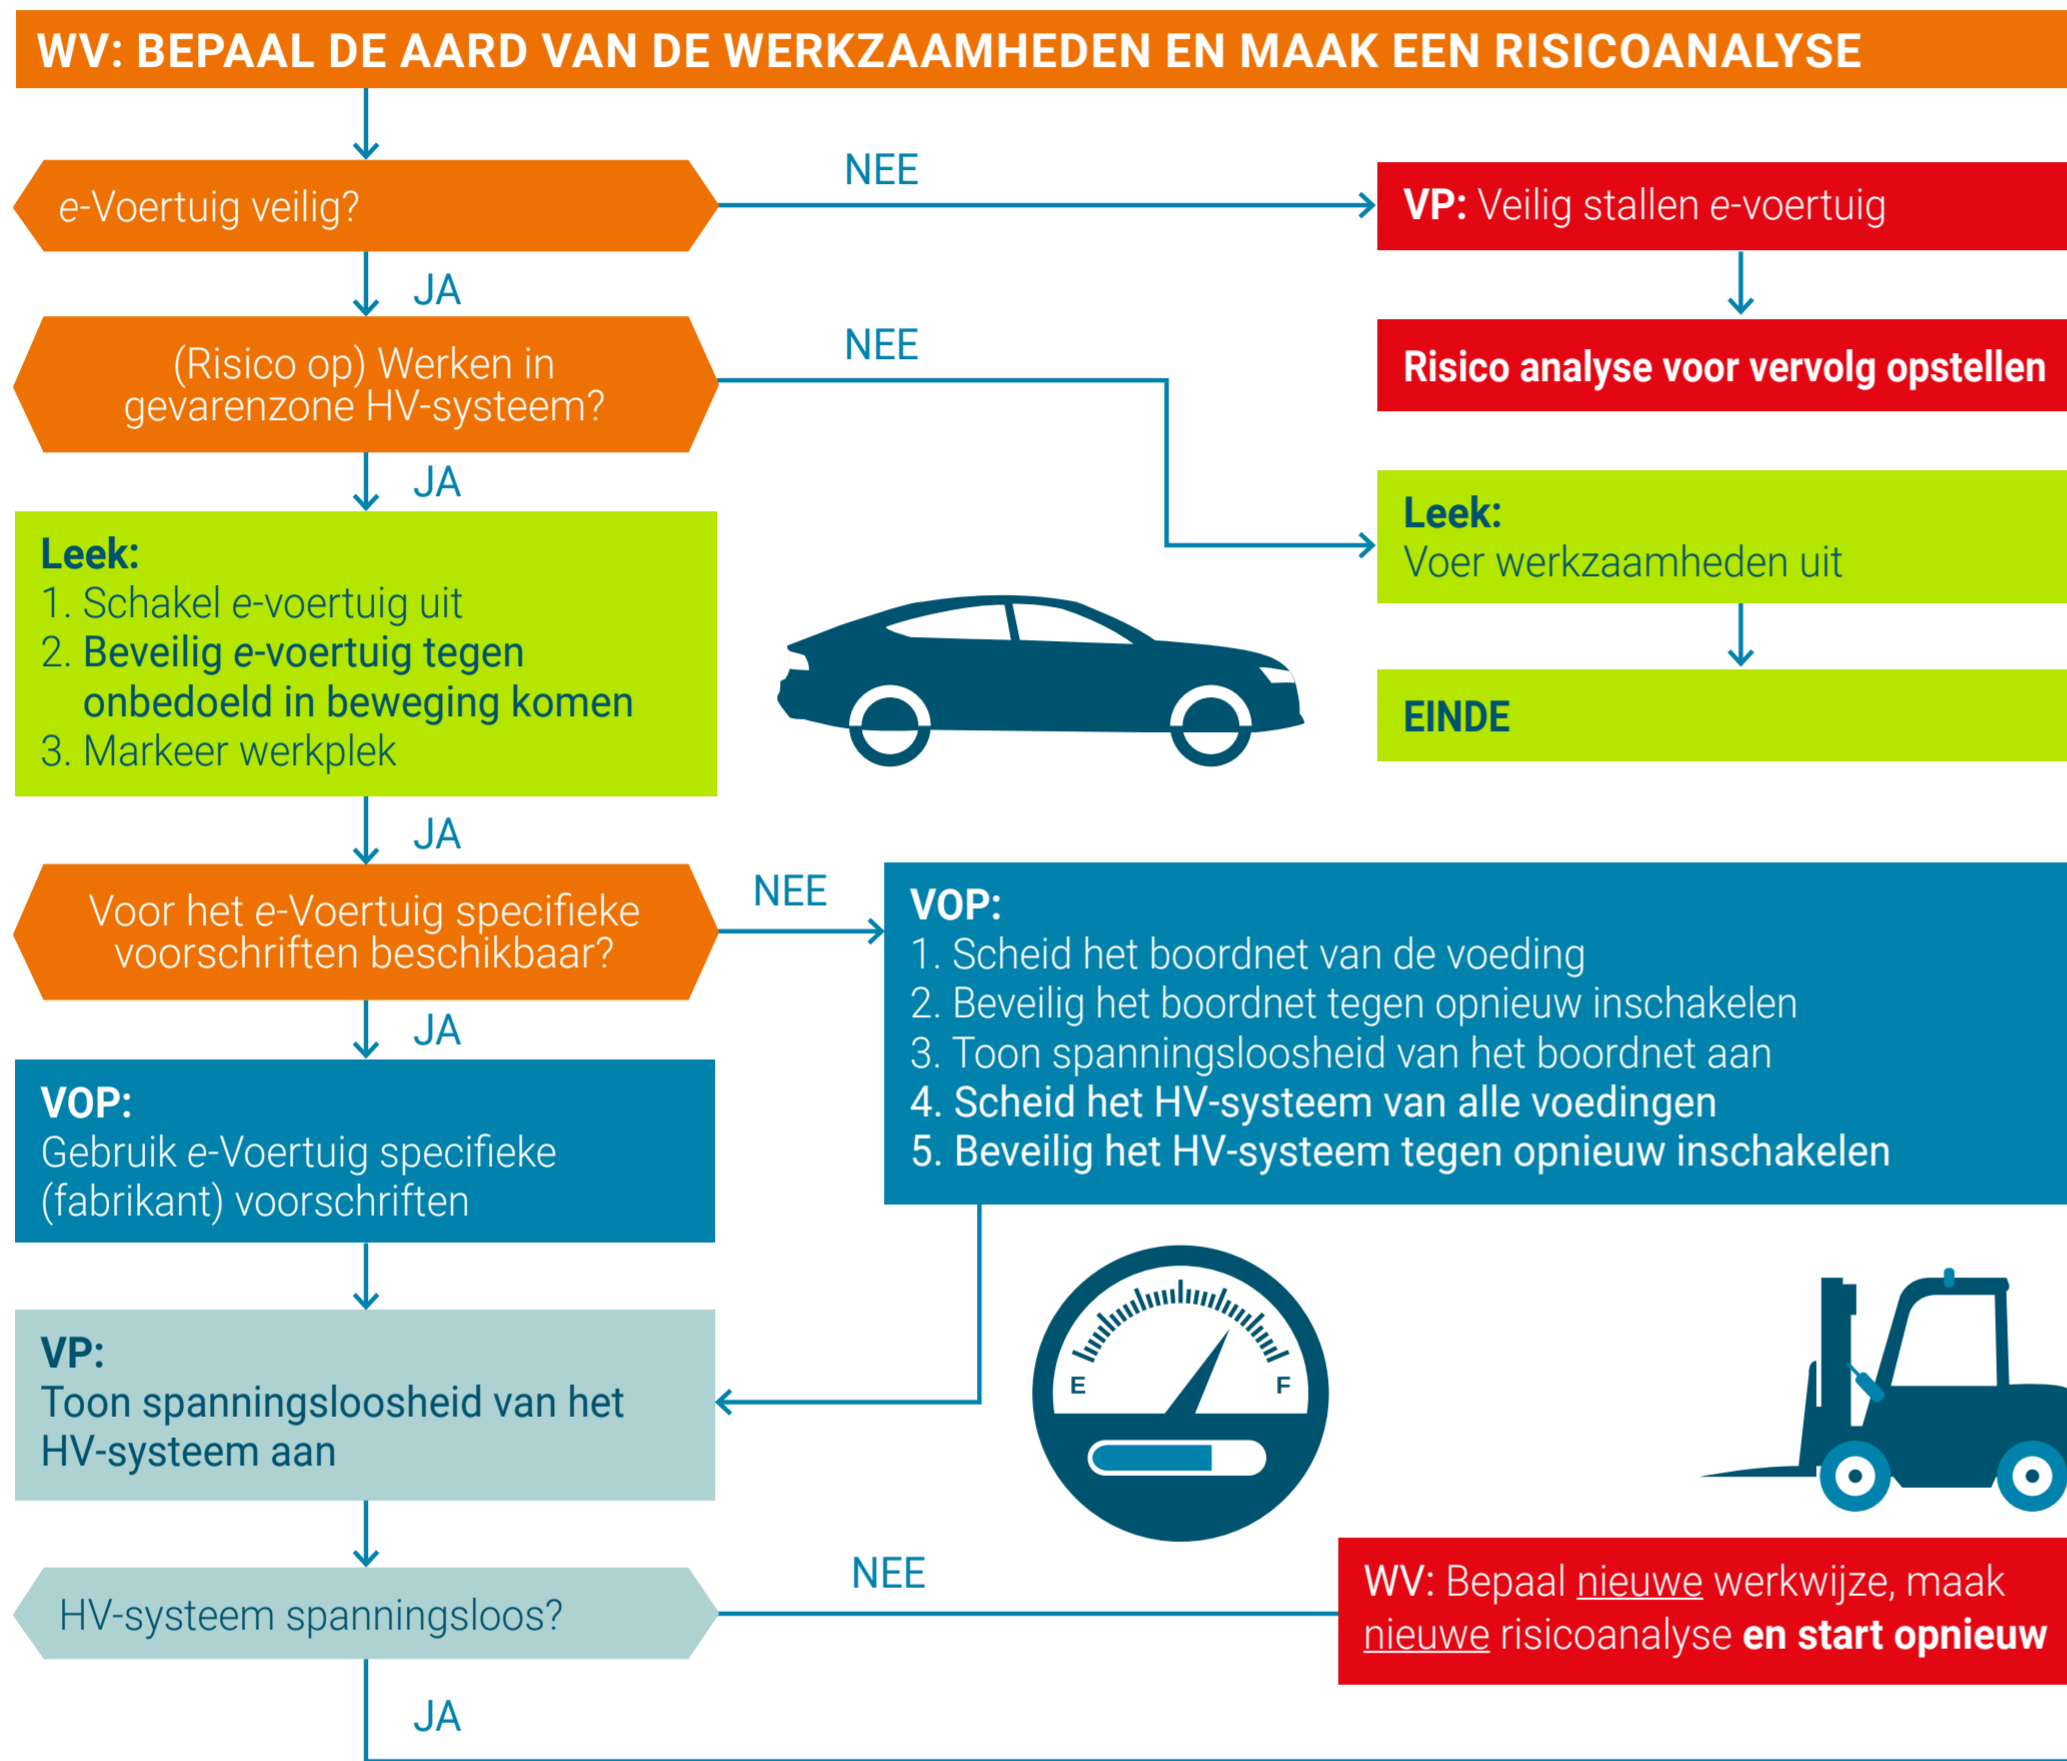 WV: BEPAAL DE AARD VAN DE WERKZAAMHEDEN EN MAAK EEN RISICOANALYSE
e-Voertuig veilig?
NEE
VP: Veilig stallen e-voertuig
JA
(Risico op) Werken in
gevarenzone HV-systeem?
NEE
Risico analyse voor vervolg opstellen
JA
Leek:
Voer werkzaamheden uit
EINDE
Leek:
1. Schakel e-voertuig uit
2. Beveilig e-voertuig tegen
onbedoeld in beweging komen
3. Markeer werkplek
JA
Voor het e-Voertuig specifieke
voorschriften beschikbaar?
NEE
VOP:
1. Scheid het boordnet van de voeding
2. Beveilig het boordnet tegen opnieuw inschakelen
3. Toon spanningsloosheid van het boordnet aan
4. Scheid het HV-systeem van alle voedingen
5. Beveilig het HV-systeem tegen opnieuw inschakelen
JA
VOP:
Gebruik e-Voertuig specifieke
(fabrikant) voorschriften
VP:
Toon spanningsloosheid van het
HV-systeem aan
E F
HV-systeem spanningsloos?
NEE
WV: Bepaal nieuwe werkwijze, maak
nieuwe risicoanalyse en start opnieuw
JA